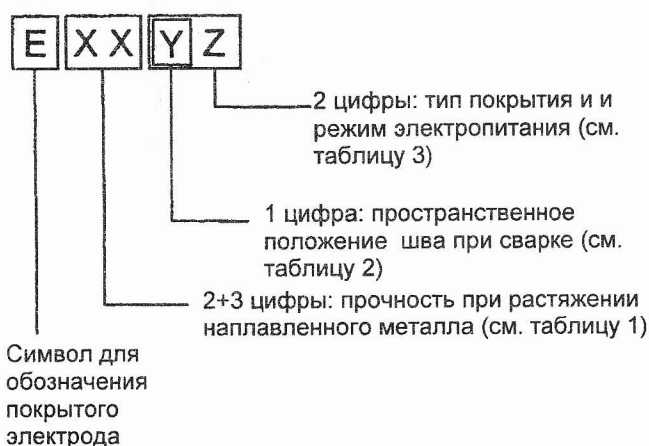 E XX Y Z
2 цифры: тип покрытия и и
режим электропитания (см.
таблицу 3)
1 цифра: пространственное
положение шва при сварке (см.
таблицу 2)
2+3 цифры: прочность при растяжении
наплавленного металла (см. таблицу 1)
Символ для
обозначения
покрытого
электрода